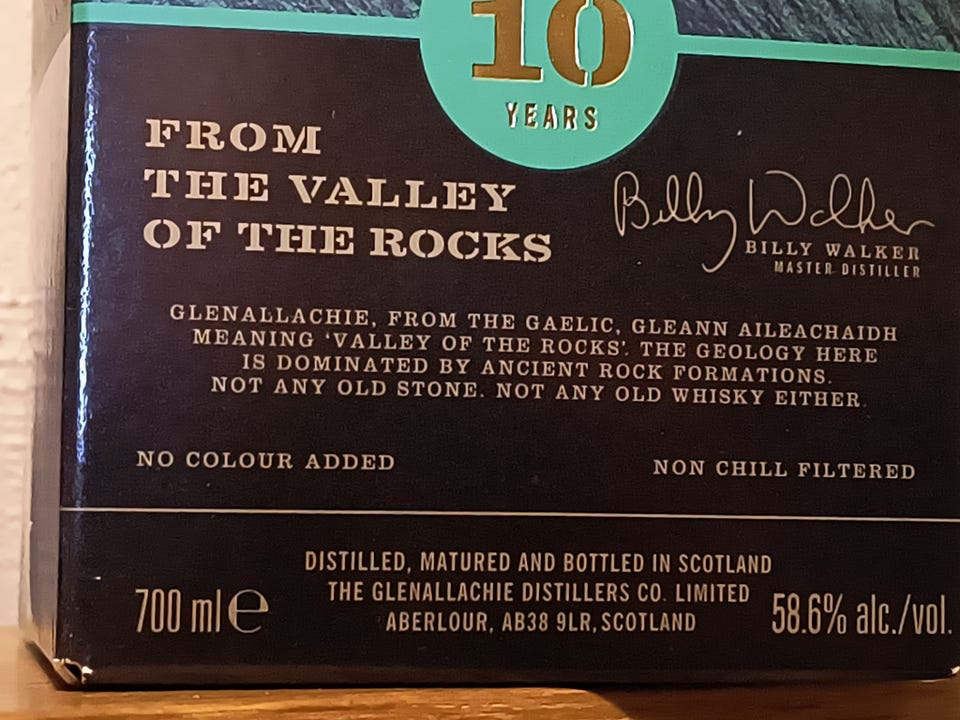 10
YEARS
FROM
THE VALLEY
OF THE ROCKS
Billy Walker
BILLY WALKER
MASTER DISTILLER
GLENALLACHIE, FROM THE GAELIC, GLEANN AILEACHAIDH
MEANING ‘VALLEY OF THE ROCKS’. THE GEOLOGY HERE
IS DOMINATED BY ANCIENT ROCK FORMATIONS.
NOT ANY OLD STONE. NOT ANY OLD WHISKY EITHER.
NO COLOUR ADDED
NON CHILL FILTERED
DISTILLED, MATURED AND BOTTLED IN SCOTLAND
THE GLENALLACHIE DISTILLERS CO. LIMITED
ABERLOUR, AB38 9LR, SCOTLAND
700 ml e
58.6% alc./vol.